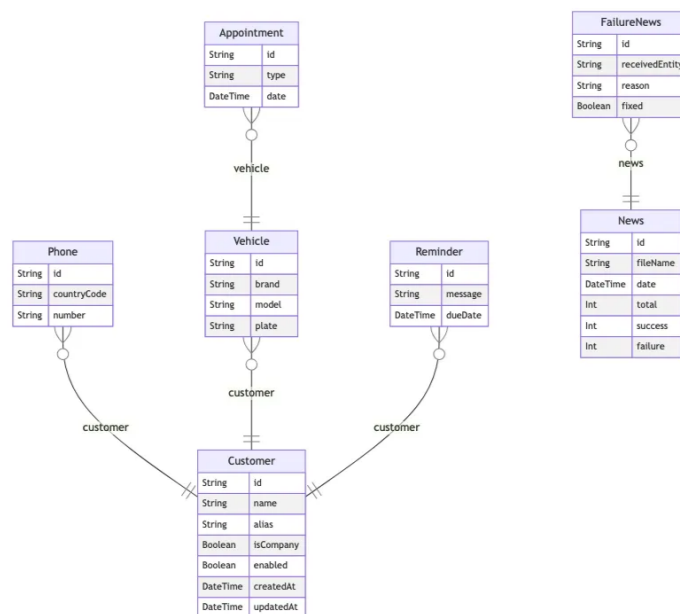 Appointment
String id
String type
DateTime date
vehicle
FailureNews
String id
String receivedEntity
String reason
Boolean fixed
news
News
String id
String fileName
DateTime date
Int total
Int success
Int failure
Phone
String id
String countryCode
String number
customer
Vehicle
String id
String brand
String model
String plate
customer
Reminder
String id
String message
DateTime dueDate
customer
Customer
String id
String name
String alias
Boolean isCompany
Boolean enabled
DateTime createdAt
DateTime updatedAt